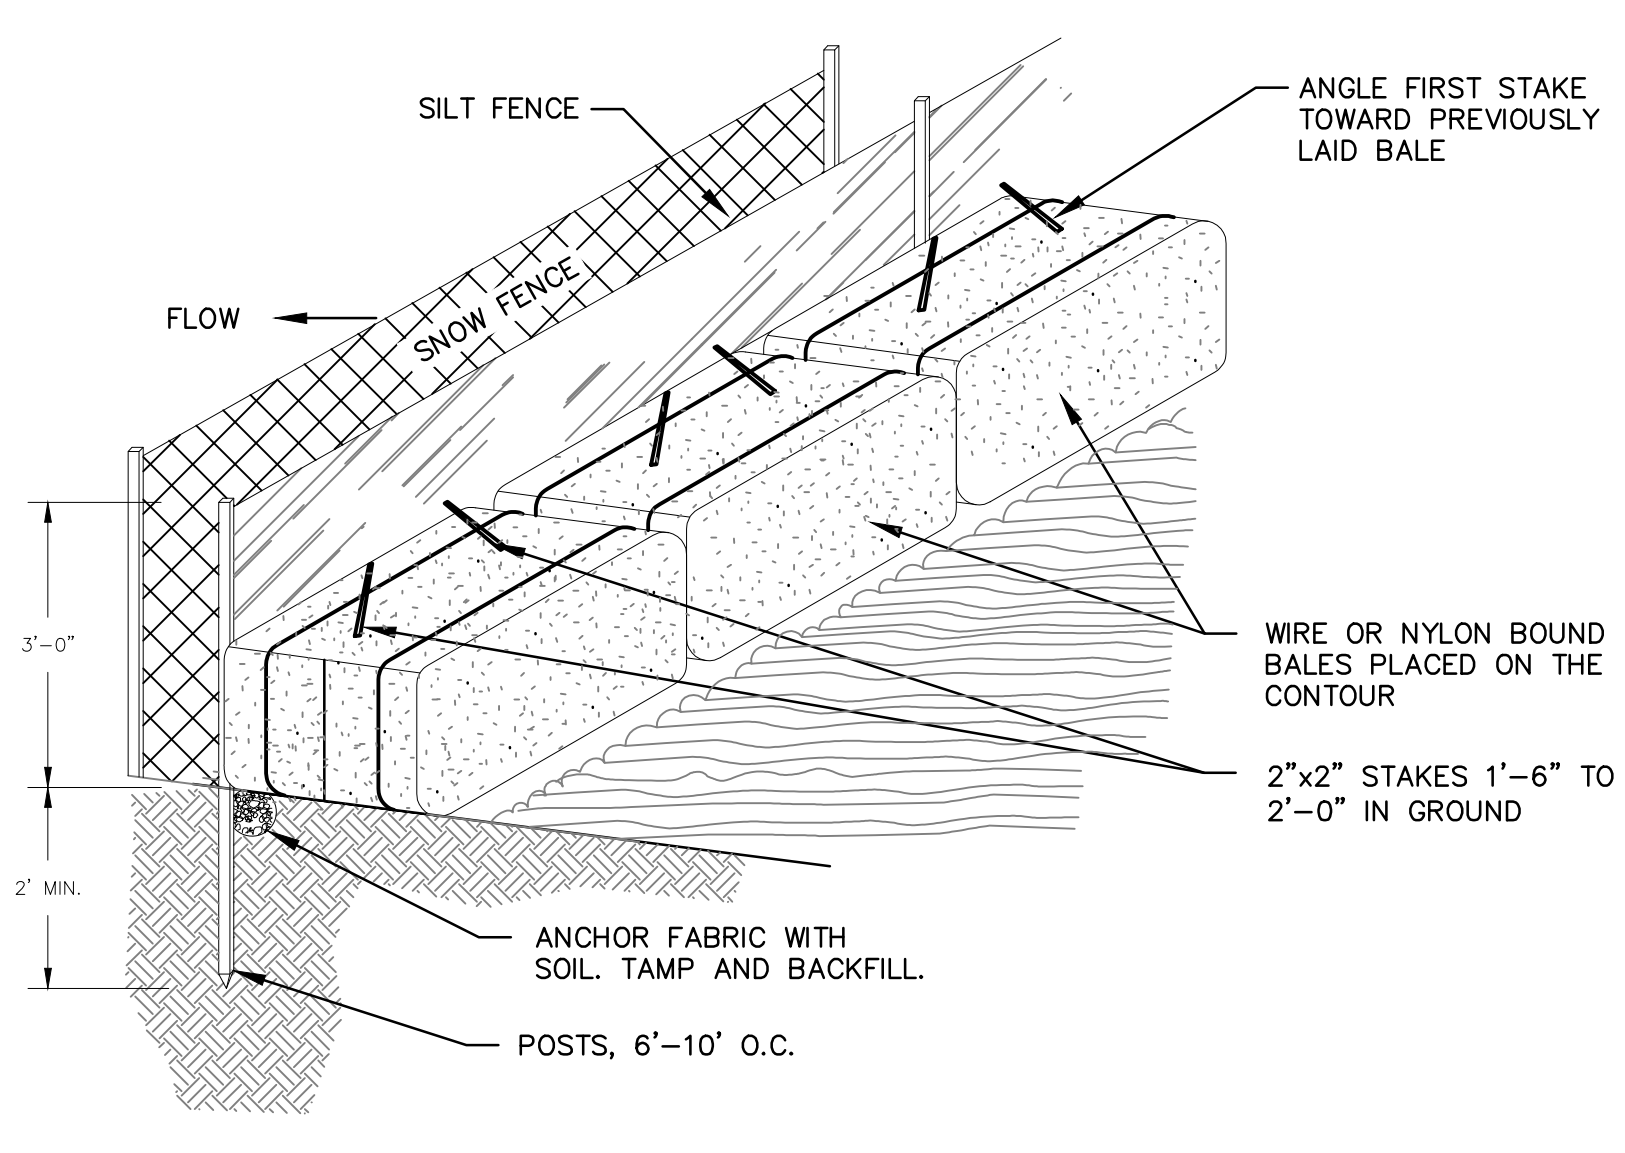 SILT FENCE
ANGLE FIRST STAKE
TOWARD PREVIOUSLY
LAID BALE
FLOW
SNOW FENCE
3'-0"
WIRE OR NYLON BOUND
BALES PLACED ON THE
CONTOUR
2"x2" STAKES 1'-6" TO
2'-0" IN GROUND
2' MIN.
ANCHOR FABRIC WITH
SOIL. TAMP AND BACKFILL.
POSTS, 6'-10' O.C.